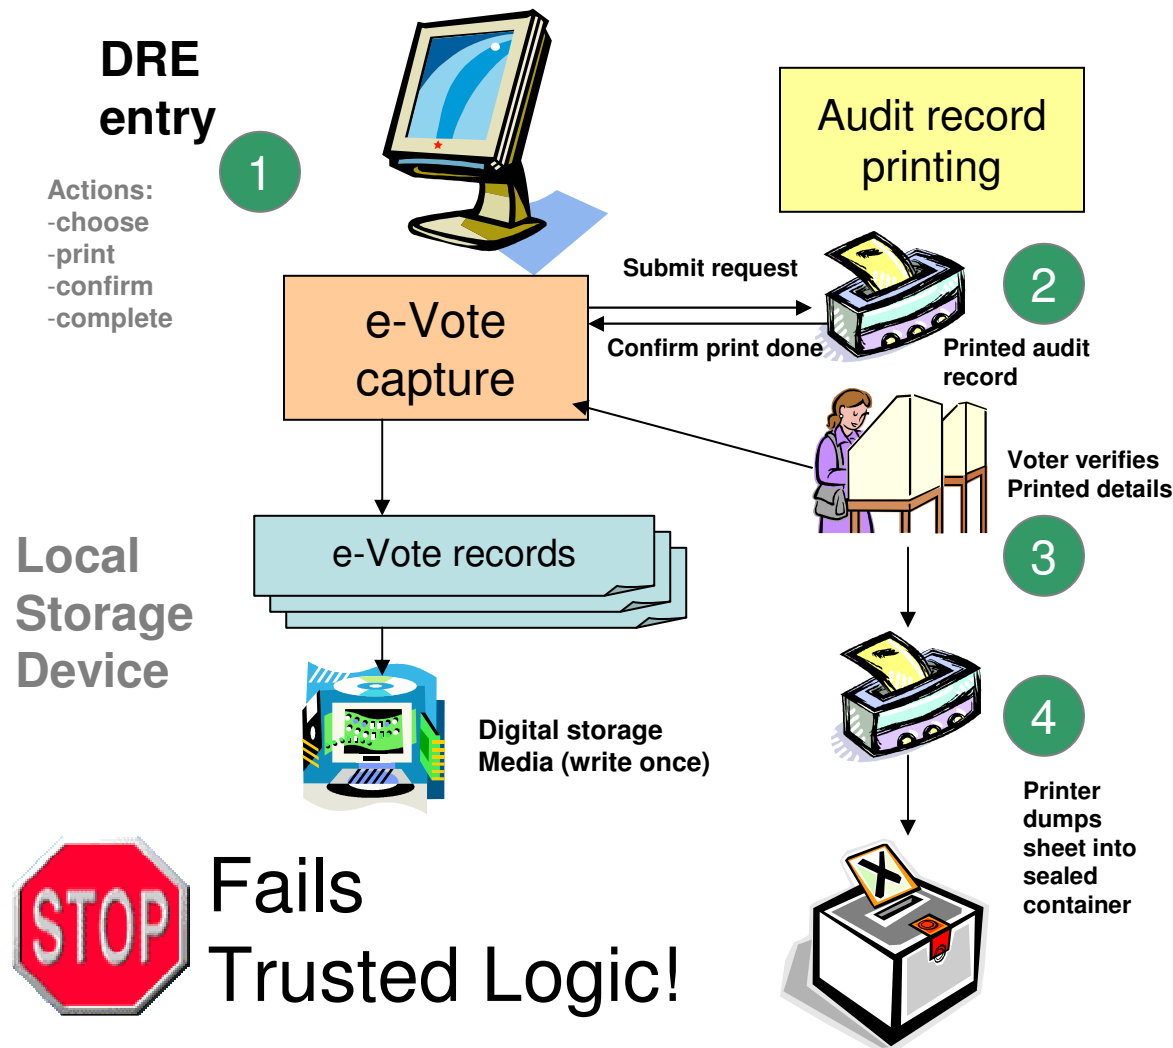 DRE
entry
1
Actions:
-choose
-print
-confirm
-complete
Audit record
printing
Submit request
Confirm print done
2
Printed audit
record
e-Vote
capture
Voter verifies
Printed details
3
e-Vote records
Local
Storage
Device
Digital storage
Media (write once)
4
Printer
dumps
sheet into
sealed
container
X
STOP
Fails
Trusted Logic!